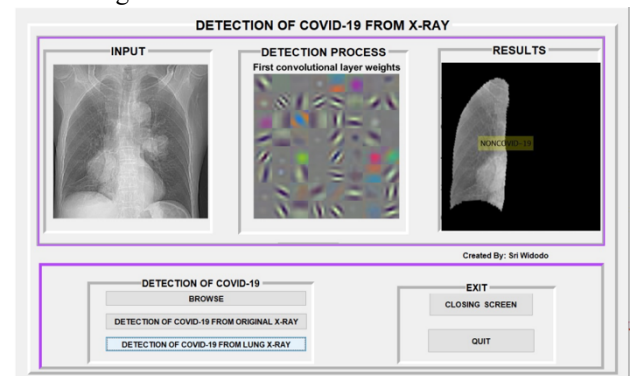 DETECTION OF COVID-19 FROM X-RAY
INPUT
DETECTION PROCESS
RESULTS
First convolutional layer weights
NONCOVID-19
Created By: Sri Widodo
DETECTION OF COVID-19
BROWSE
DETECTION OF COVID-19 FROM ORIGINAL X-RAY
DETECTION OF COVID-19 FROM LUNG X-RAY
EXIT
CLOSING SCREEN
QUIT